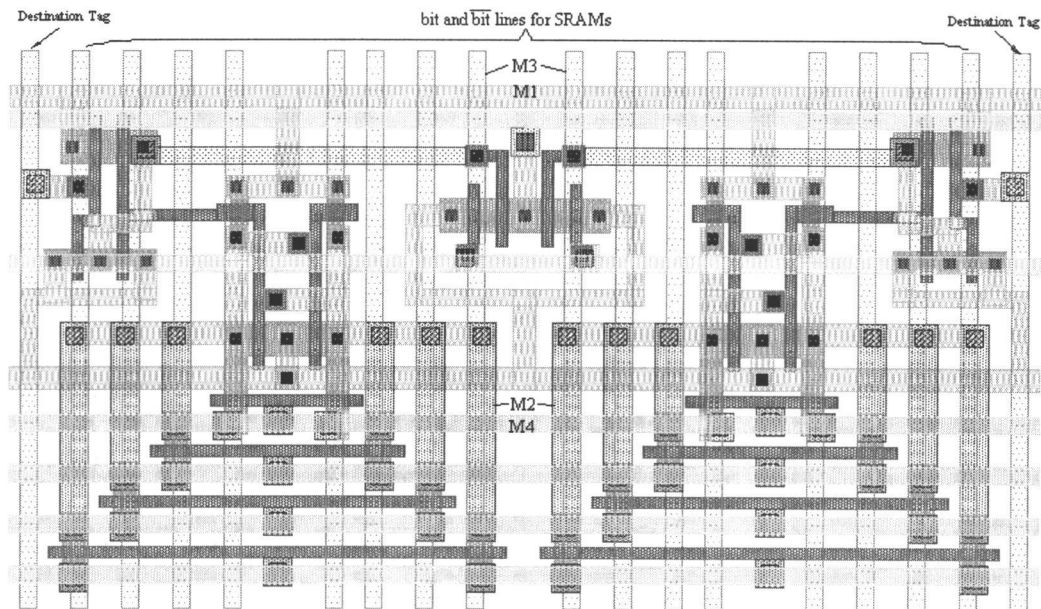 Destination Tag
bit and bit lines for SRAMs
Destination Tag
M3
M1
M2
M4